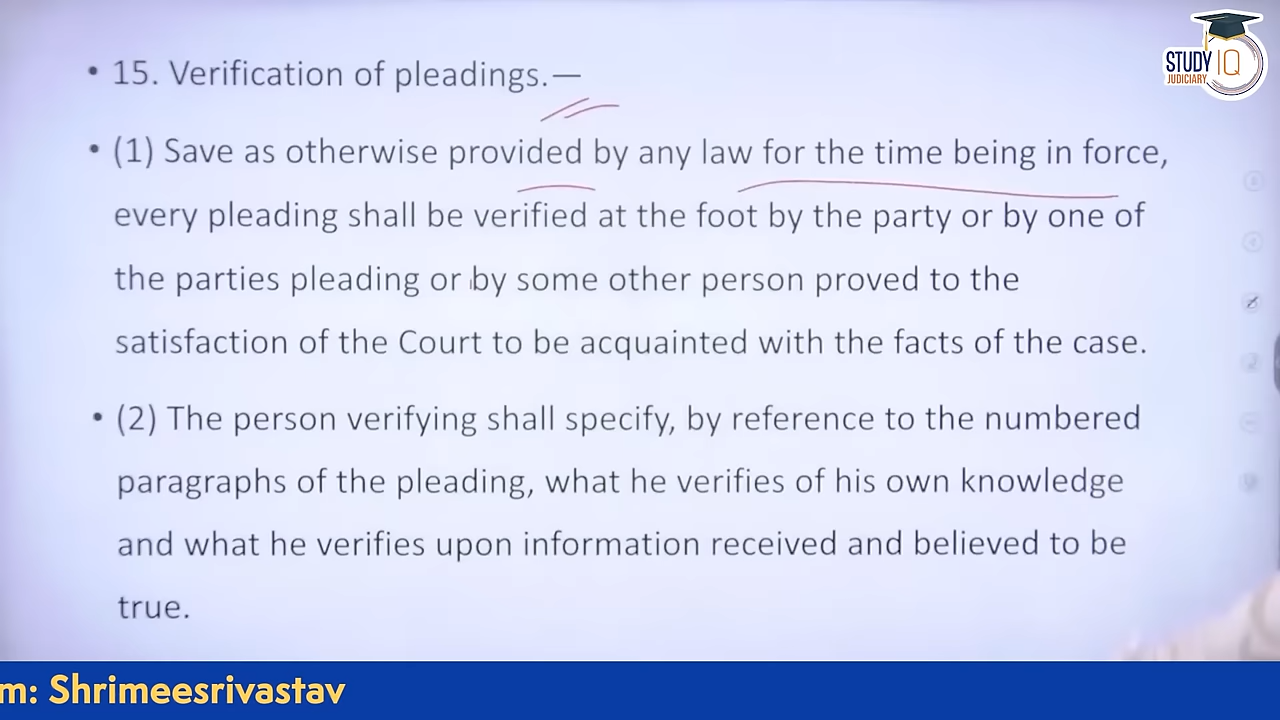 • 15. Verification of pleadings.—
STUDY IQ
JUDICIARY
• (1) Save as otherwise provided by any law for the time being in force,
every pleading shall be verified at the foot by the party or by one of
the parties pleading or by some other person proved to the
satisfaction of the Court to be acquainted with the facts of the case.
• (2) The person verifying shall specify, by reference to the numbered
paragraphs of the pleading, what he verifies of his own knowledge
and what he verifies upon information received and believed to be
true.
m: Shrimeesrivastav